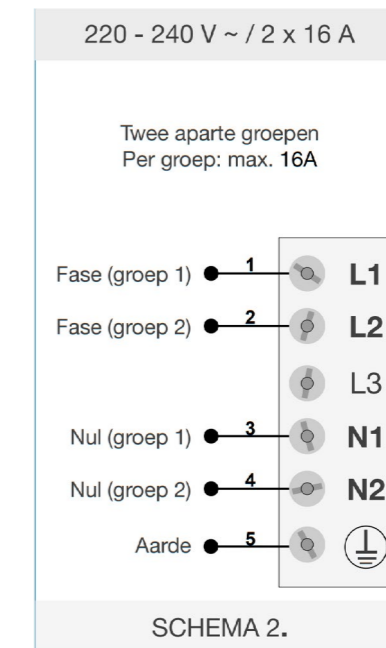 220 - 240 V ~ / 2 x 16 A
Twee aparte groepen
Per groep: max. 16A
Fase (groep 1) 1 L1
Fase (groep 2) 2 L2
L3
Nul (groep 1) 3 N1
Nul (groep 2) 4 N2
Aarde 5
SCHEMA 2.